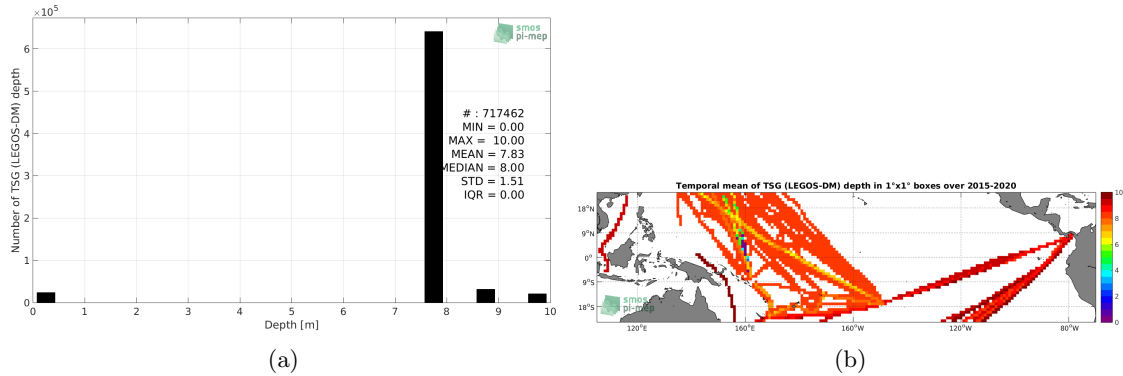 ×10⁵
smos
pi-mep
Number of TSG (LEGOS-DM) depth
6
5
4
3
2
1
0
# : 717462
MIN = 0.00
MAX = 10.00
MEAN = 7.83
MEDIAN = 8.00
STD = 1.51
IQR = 0.00
0 1 2 3 4 5 6 7 8 9 10
Depth [m]
(a)
Temporal mean of TSG (LEGOS-DM) depth in 1°x1° boxes over 2015-2020
18°N
9°N
0°
9°S
18°S
smos
pi-mep
120°E 160°E 160°W 120°W 80°W
10
8
6
4
2
0
(b)